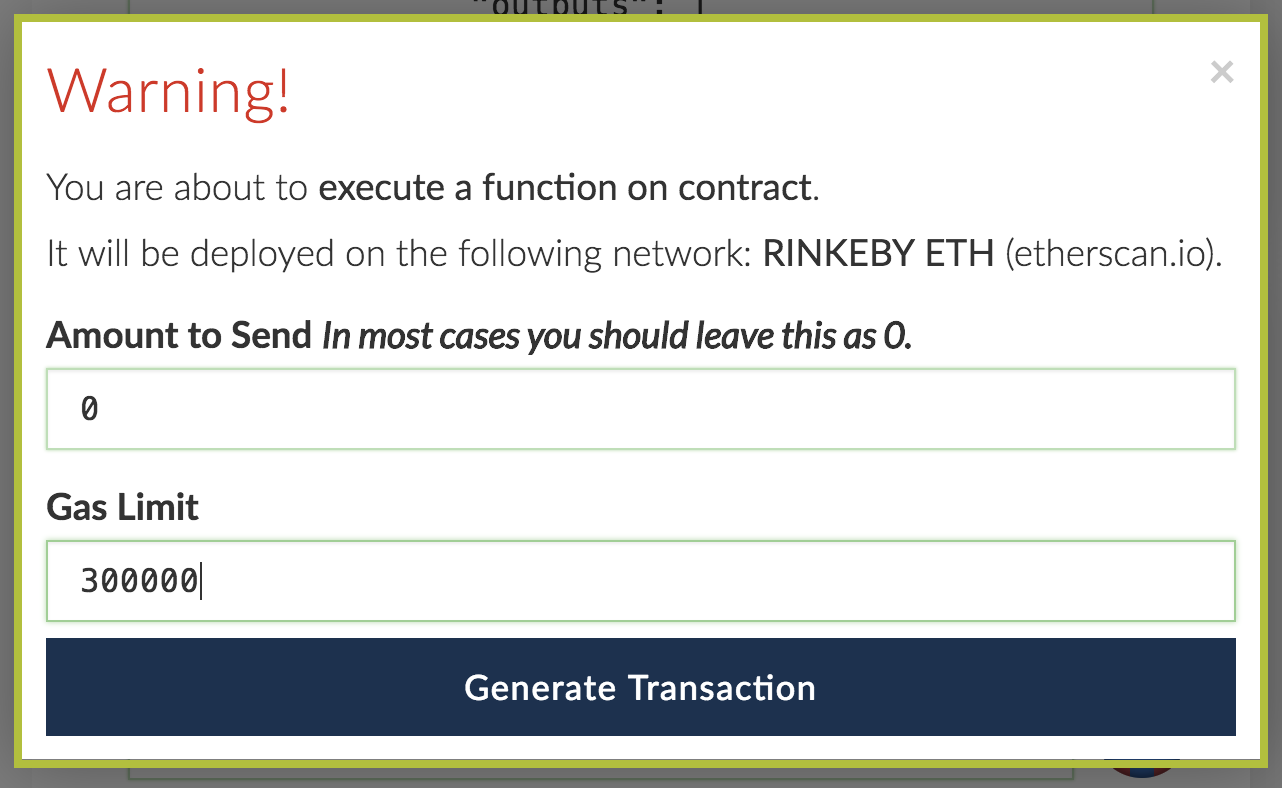 "outputs": [
Warning!
×
You are about to execute a function on contract.
It will be deployed on the following network: RINKEBY ETH (etherscan.io).
Amount to Send In most cases you should leave this as 0.
0
Gas Limit
300000
Generate Transaction